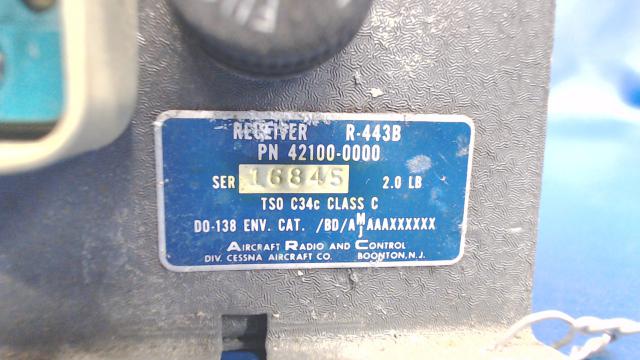 RECEIVER R-443B
PN 42100-0000
SER 16845 2.0 LB
TSO C34c CLASS C
DO-138 ENV. CAT. /BD/A M/J AAAXXXXXX
AIRCRAFT RADIO AND CONTROL
DIV. CESSNA AIRCRAFT CO. BOONTON, N.J.